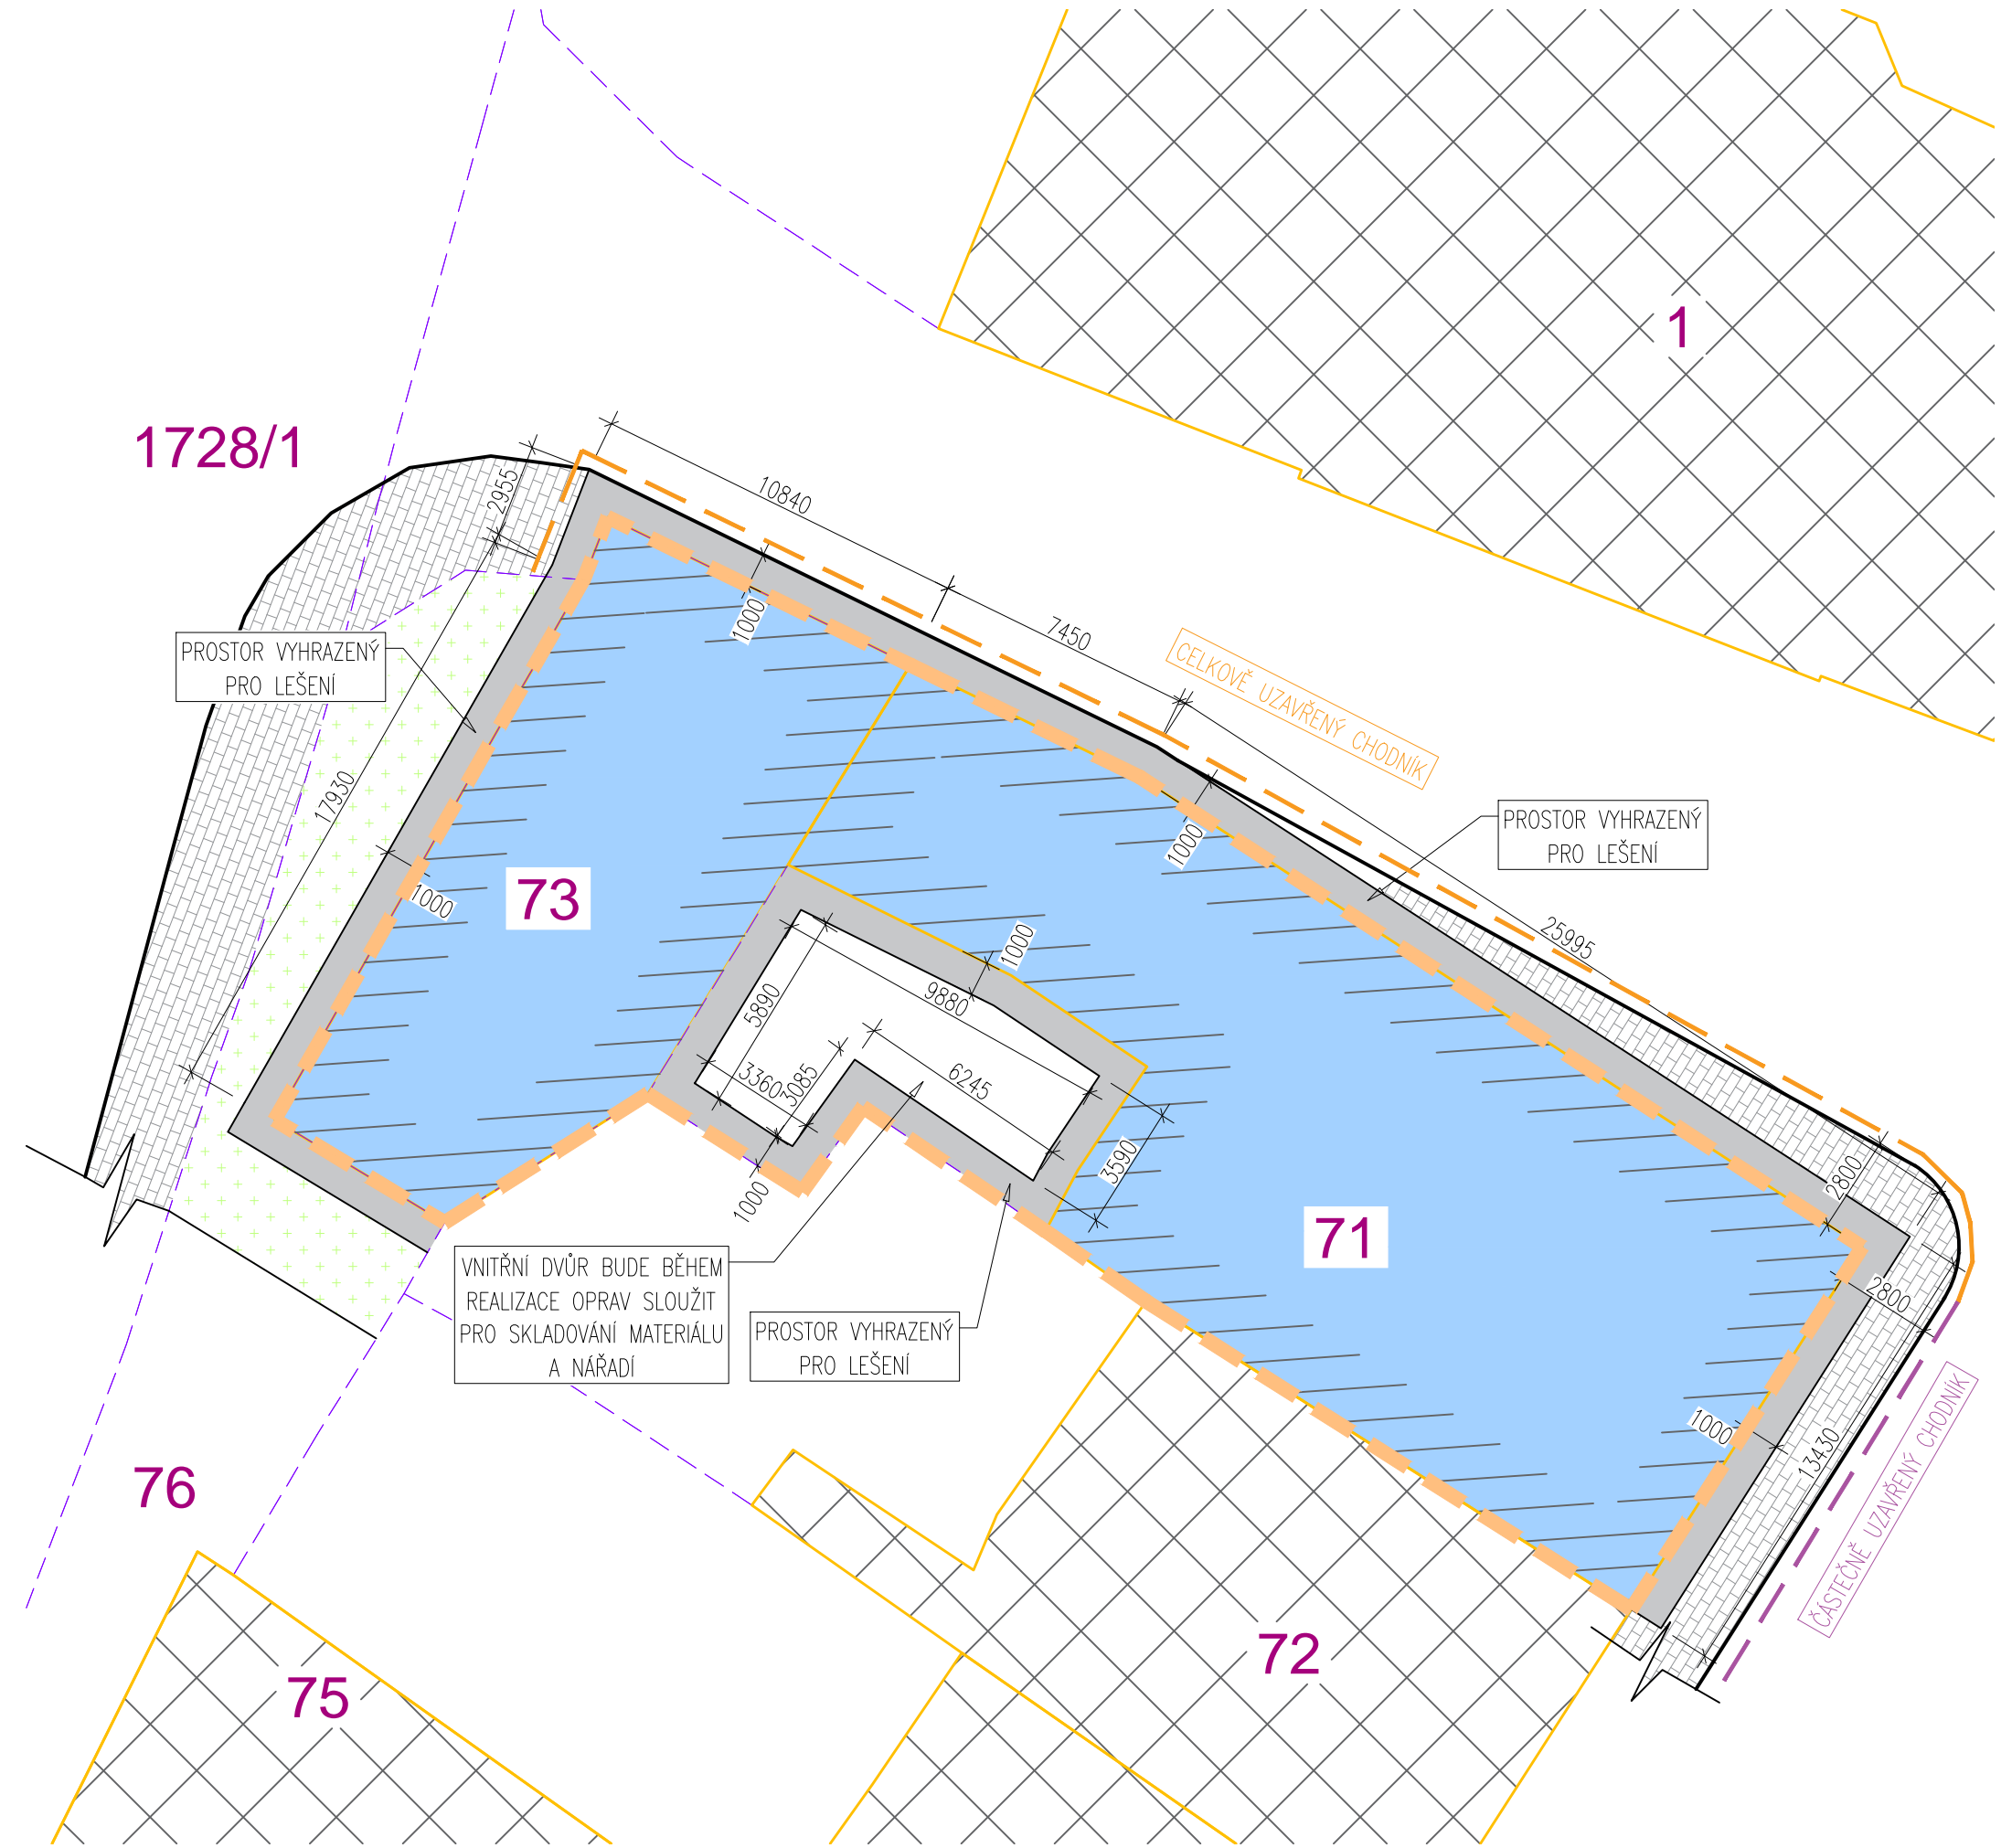 1
1728/1
2955
10840
7450
CELKOVĚ UZAVŘENÝ CHODNÍK
1000
PROSTOR VYHRAZENÝ
PRO LEŠENÍ
17930
1000
PROSTOR VYHRAZENÝ
PRO LEŠENÍ
73
1000
25995
1000
9880
5890
3360
3085
6245
3590
2800
1000
71
2800
VNITŘNÍ DVŮR BUDE BĚHEM
REALIZACE OPRAV SLOUŽIT
PRO SKLADOVÁNÍ MATERIÁLU
A NÁŘADÍ
PROSTOR VYHRAZENÝ
PRO LEŠENÍ
1000
13430
ČÁSTEČNĚ UZAVŘENÝ CHODNÍK
76
72
75